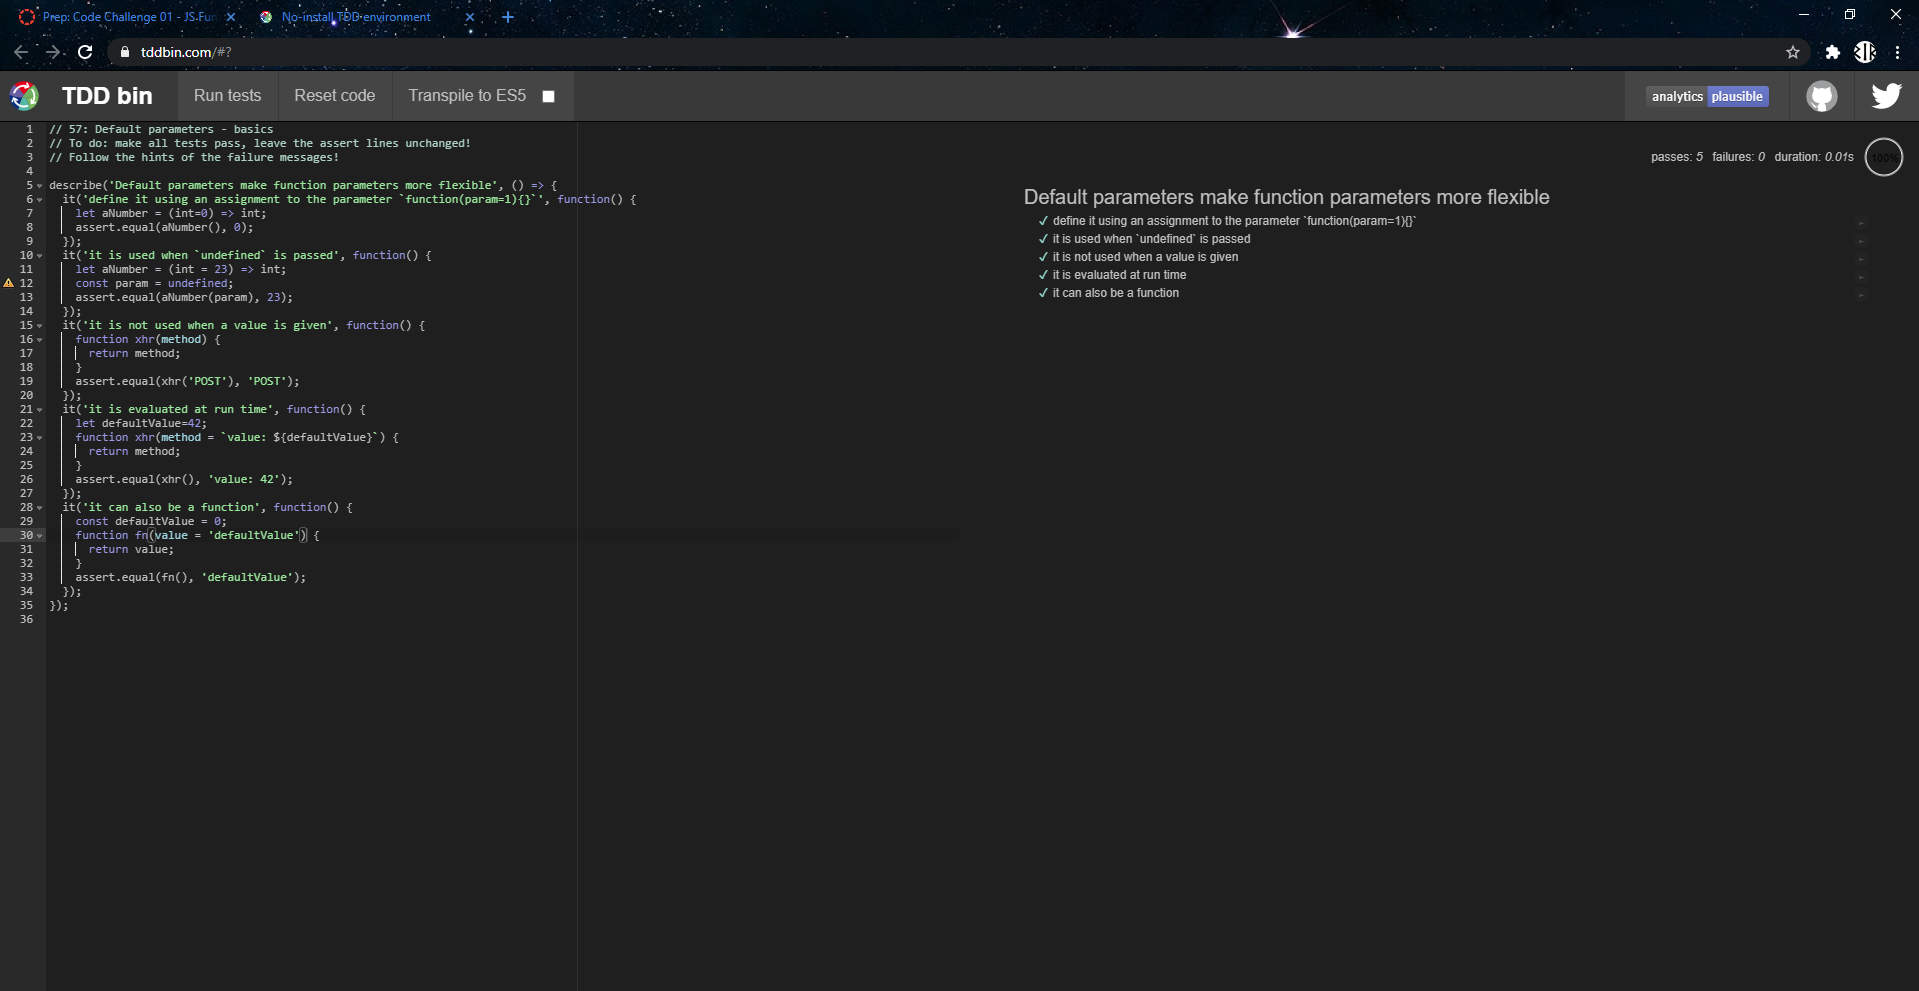 Prep: Code Challenge 01 - JS Fun
No-install TDD environment
tddbin.com/#?
TDD bin
Run tests
Reset code
Transpile to ES5
analytics plausible
1 // 57: Default parameters - basics
2 // To do: make all tests pass, leave the assert lines unchanged!
3 // Follow the hints of the failure messages!
4
5 describe('Default parameters make function parameters more flexible', () => {
6 it('define it using an assignment to the parameter `function(param=1){}`', function() {
7 let aNumber = (int=0) => int;
8 assert.equal(aNumber(), 0);
9 });
10 it('it is used when `undefined` is passed', function() {
11 let aNumber = (int = 23) => int;
12 const param = undefined;
13 assert.equal(aNumber(param), 23);
14 });
15 it('it is not used when a value is given', function() {
16 function xhr(method) {
17 return method;
18 }
19 assert.equal(xhr('POST'), 'POST');
20 });
21 it('it is evaluated at run time', function() {
22 let defaultValue=42;
23 function xhr(method = `value: ${defaultValue}`) {
24 return method;
25 }
26 assert.equal(xhr(), 'value: 42');
27 });
28 it('it can also be a function', function() {
29 const defaultValue = 0;
30 function fn(value = 'defaultValue') {
31 return value;
32 }
33 assert.equal(fn(), 'defaultValue');
34 });
35 });
36
passes: 5 failures: 0 duration: 0.01s 100%
Default parameters make function parameters more flexible
✓ define it using an assignment to the parameter `function(param=1){}`
✓ it is used when `undefined` is passed
✓ it is not used when a value is given
✓ it is evaluated at run time
✓ it can also be a function